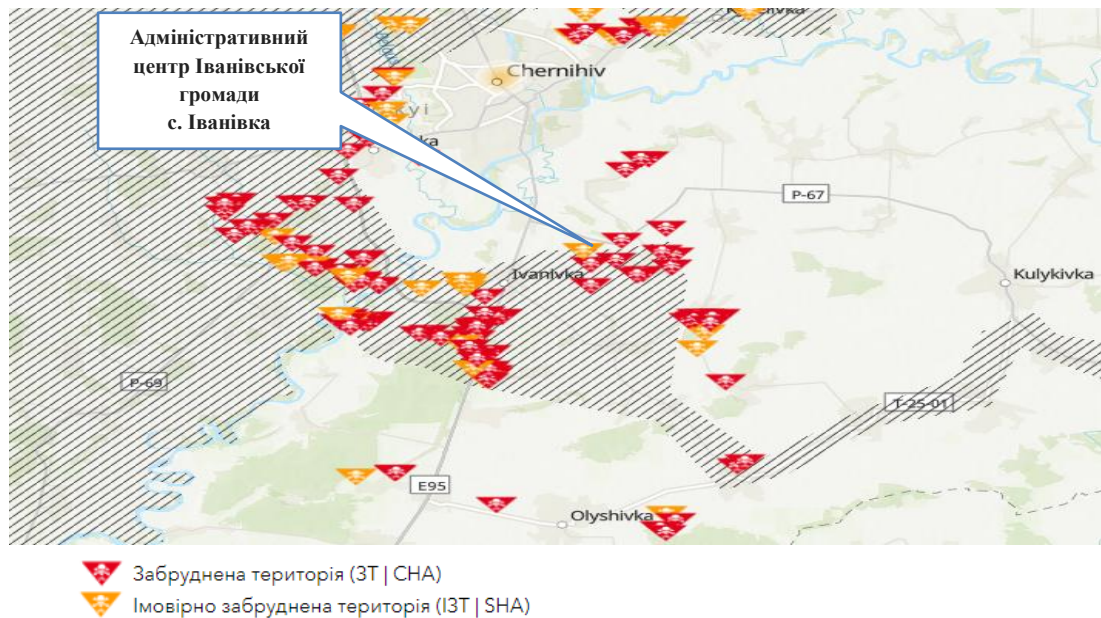 Адміністративний
центр Іванівської
громади
с. Іванівка
Chernihiv
P-67
Ivanivka
Kulykivka
P-69
T-25-01
E95
Olyshivka
Забруднена територія (ЗТ | CHA)
Імовірно забруднена територія (ІЗТ | SHA)